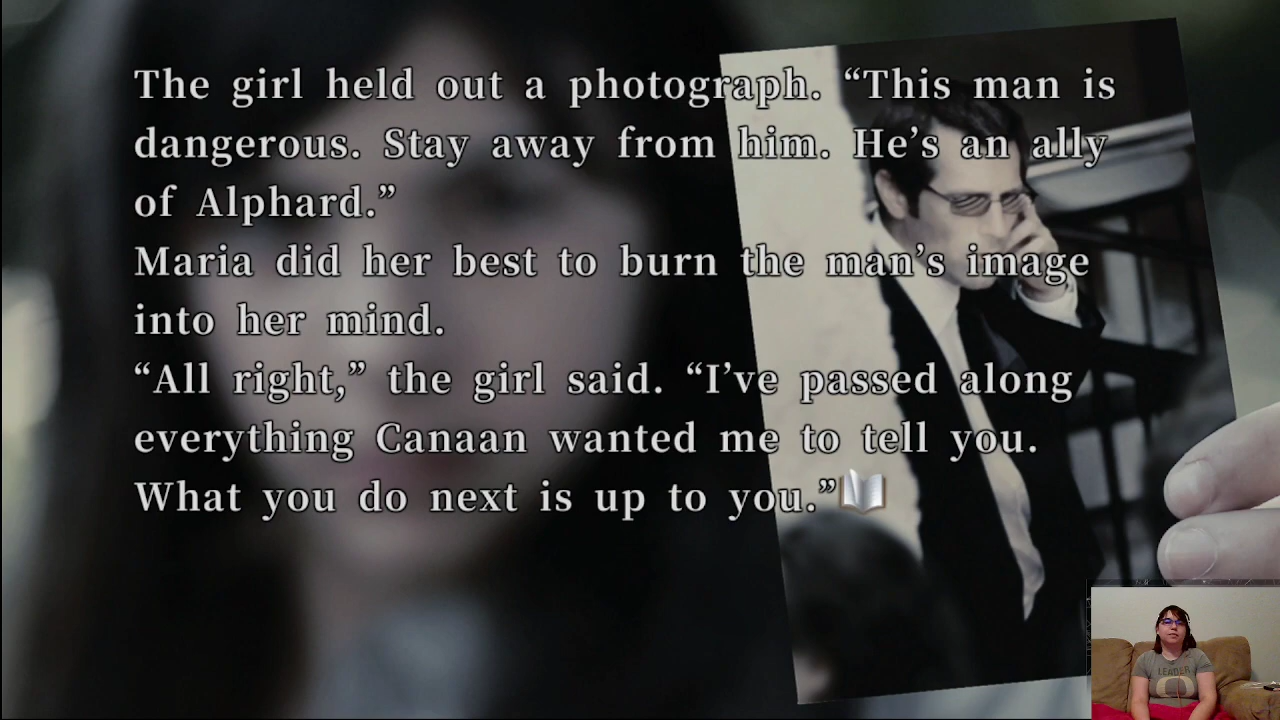 The girl held out a photograph. “This man is
dangerous. Stay away from him. He’s an ally
of Alphard.”
Maria did her best to burn the man’s image
into her mind.
“All right,” the girl said. “I’ve passed along
everything Canaan wanted me to tell you.
What you do next is up to you.”
LEADER